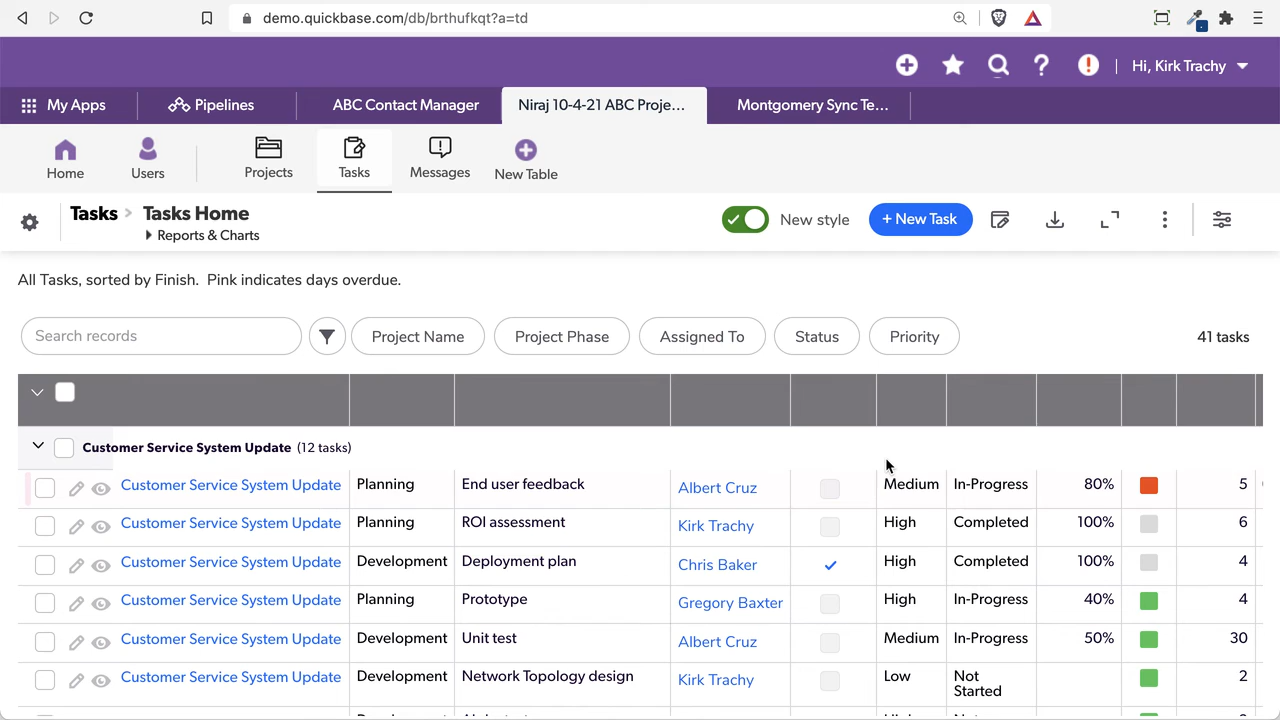 demo.quickbase.com/db/brthufkqt?a=td
Hi, Kirk Trachy
My Apps Pipelines ABC Contact Manager Niraj 10-4-21 ABC Proje... Montgomery Sync Te...
Home Users Projects Tasks Messages New Table
Tasks > Tasks Home
Reports & Charts
New style + New Task
All Tasks, sorted by Finish. Pink indicates days overdue.
Search records Project Name Project Phase Assigned To Status Priority 41 tasks
Customer Service System Update (12 tasks)
Customer Service System Update Planning End user feedback Albert Cruz Medium In-Progress 80% 5
Customer Service System Update Planning ROI assessment Kirk Trachy High Completed 100% 6
Customer Service System Update Development Deployment plan Chris Baker High Completed 100% 4
Customer Service System Update Planning Prototype Gregory Baxter High In-Progress 40% 4
Customer Service System Update Development Unit test Albert Cruz Medium In-Progress 50% 30
Customer Service System Update Development Network Topology design Kirk Trachy Low Not Started 2